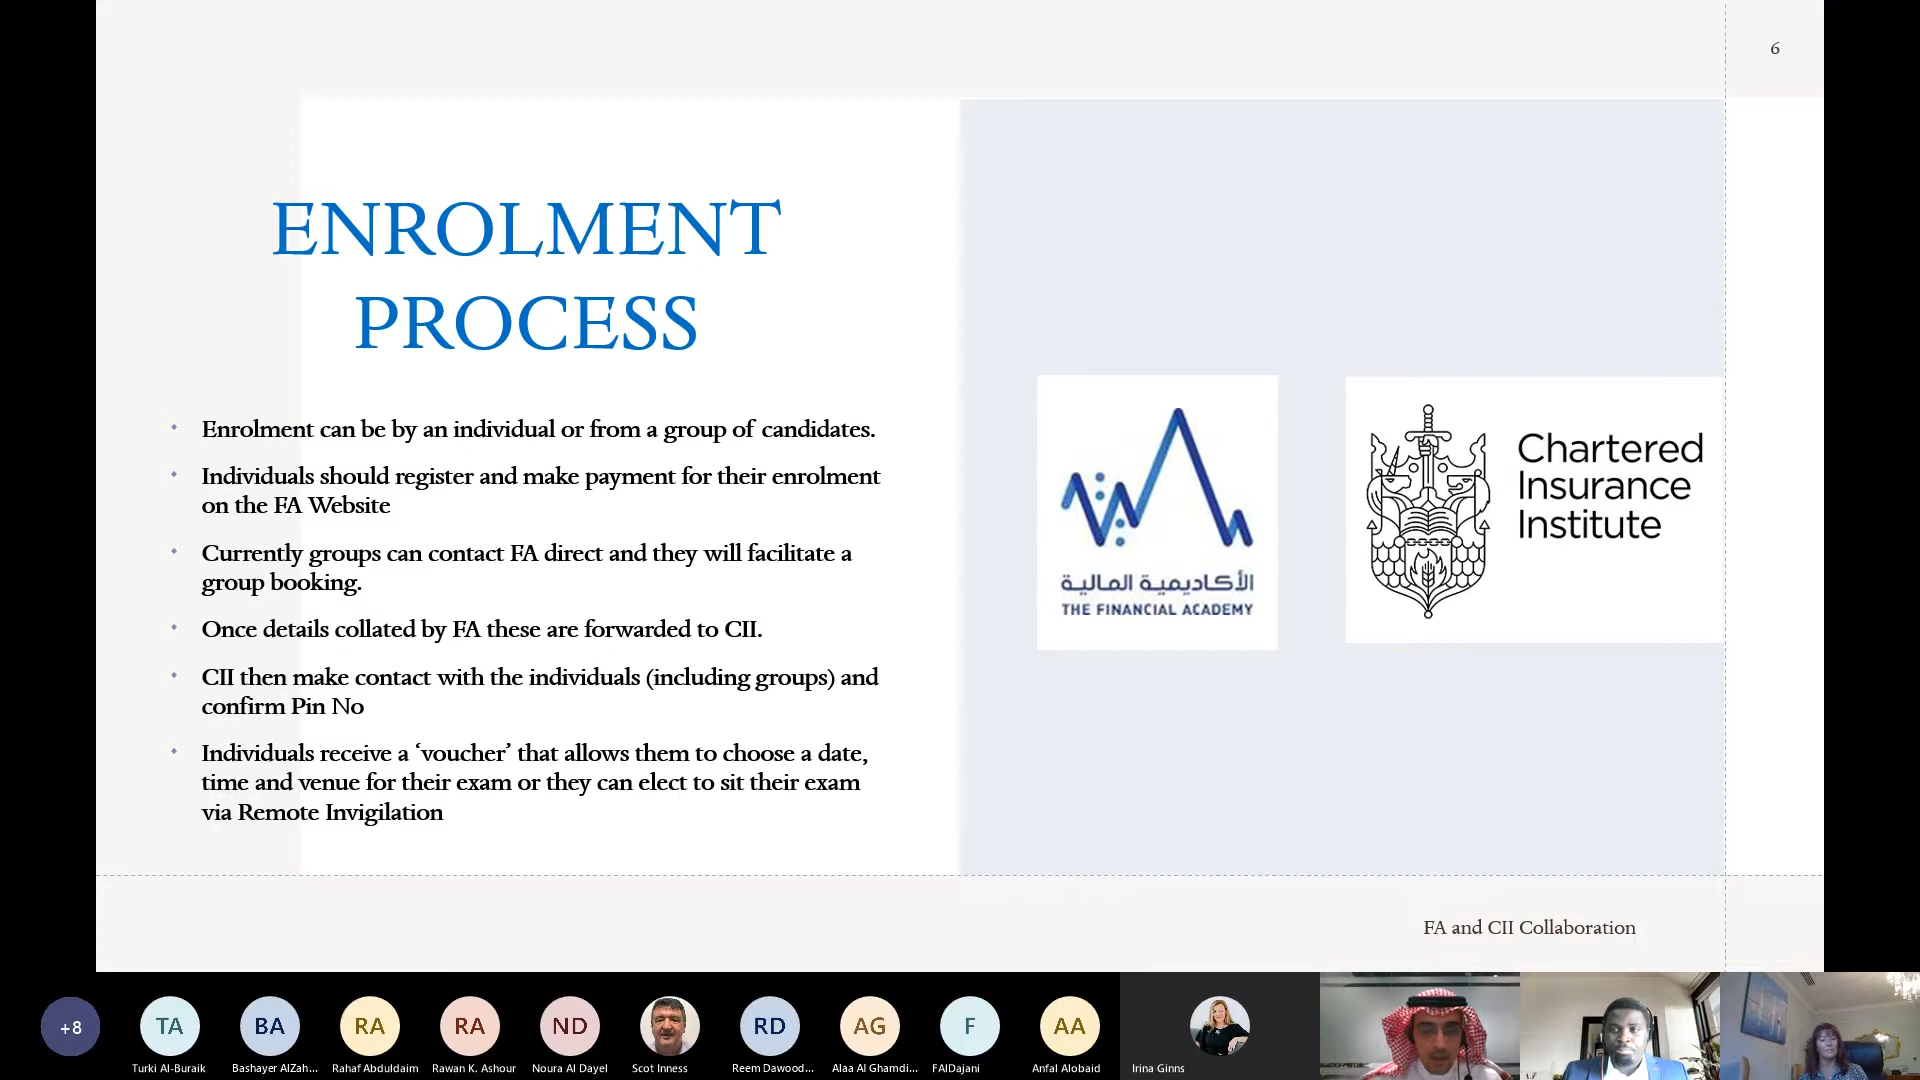 6
ENROLMENT
PROCESS
Enrolment can be by an individual or from a group of candidates.
Individuals should register and make payment for their enrolment
on the FA Website
Currently groups can contact FA direct and they will facilitate a
group booking.
Once details collated by FA these are forwarded to CII.
CII then make contact with the individuals (including groups) and
confirm Pin No
Individuals receive a ‘voucher’ that allows them to choose a date,
time and venue for their exam or they can elect to sit their exam
via Remote Invigilation
الأكاديمية المالية
THE FINANCIAL ACADEMY
Chartered
Insurance
Institute
FA and CII Collaboration
+8
TA
BA
RA
RA
ND
RD
AG
F
AA
Turki Al-Buraik
Bashayer AlZah...
Rahaf Abduldaim
Rawan K. Ashour
Noura Al Dayel
Scot Inness
Reem Dawood...
Alaa Al Ghamdi...
FAlDajani
Anfal Alobaid
Irina Ginns